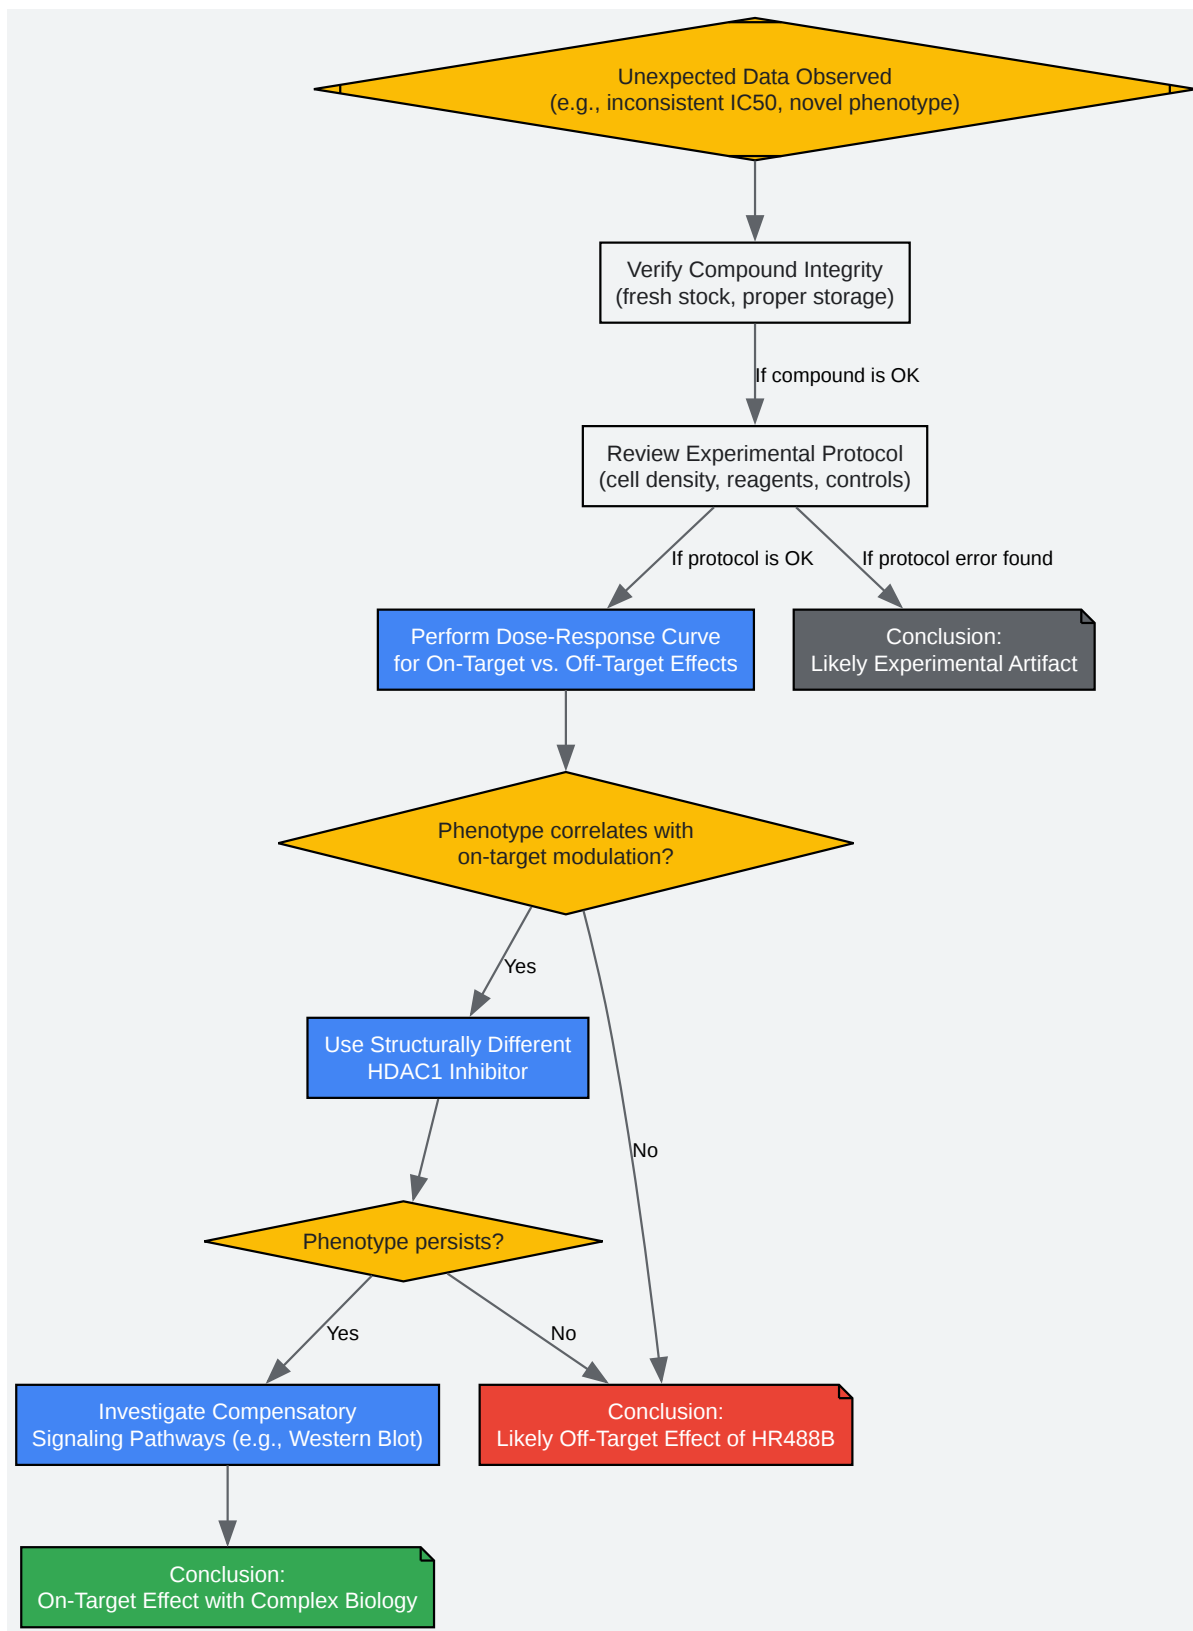 Unexpected Data Observed
(e.g., inconsistent IC50, novel phenotype)
Verify Compound Integrity
(fresh stock, proper storage)
If compound is OK
Review Experimental Protocol
(cell density, reagents, controls)
If protocol is OK
If protocol error found
Perform Dose-Response Curve
for On-Target vs. Off-Target Effects
Conclusion:
Likely Experimental Artifact
Phenotype correlates with
on-target modulation?
Yes
Use Structurally Different
HDAC1 Inhibitor
No
Phenotype persists?
Yes
No
Investigate Compensatory
Signaling Pathways (e.g., Western Blot)
Conclusion:
Likely Off-Target Effect of HR488B
Conclusion:
On-Target Effect with Complex Biology